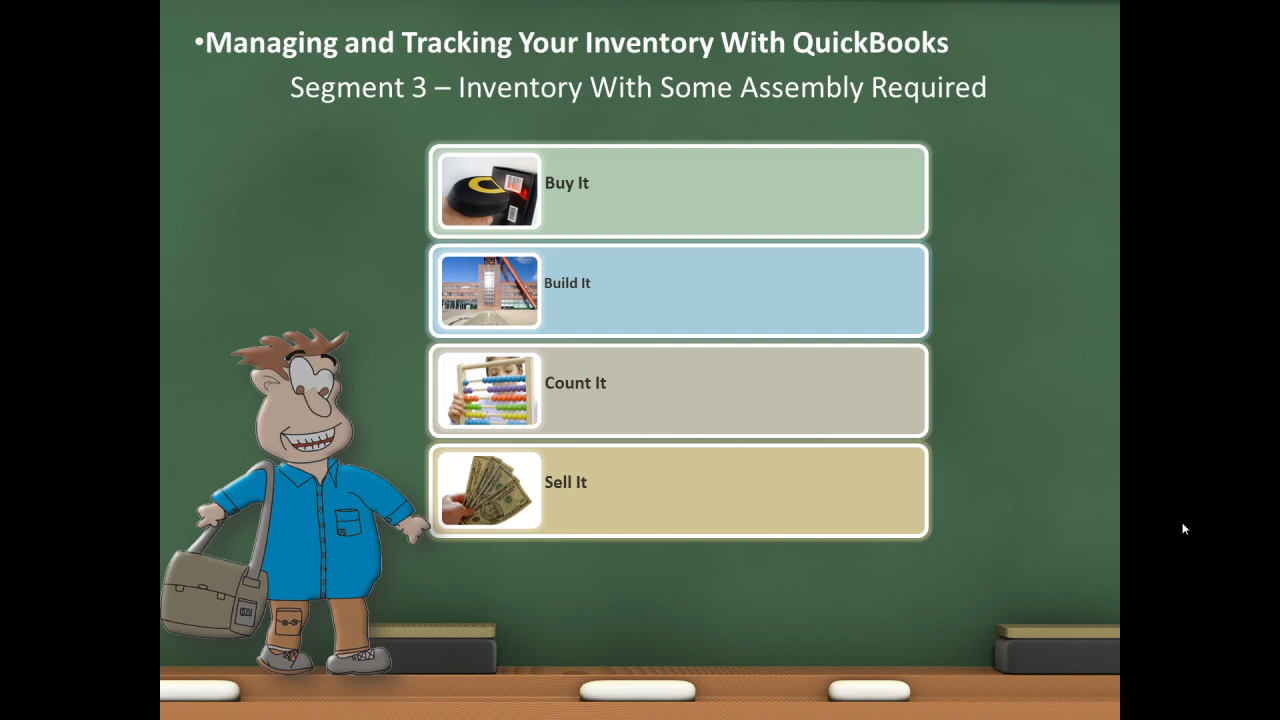 •Managing and Tracking Your Inventory With QuickBooks
Segment 3 – Inventory With Some Assembly Required
Buy It
Build It
Count It
Sell It